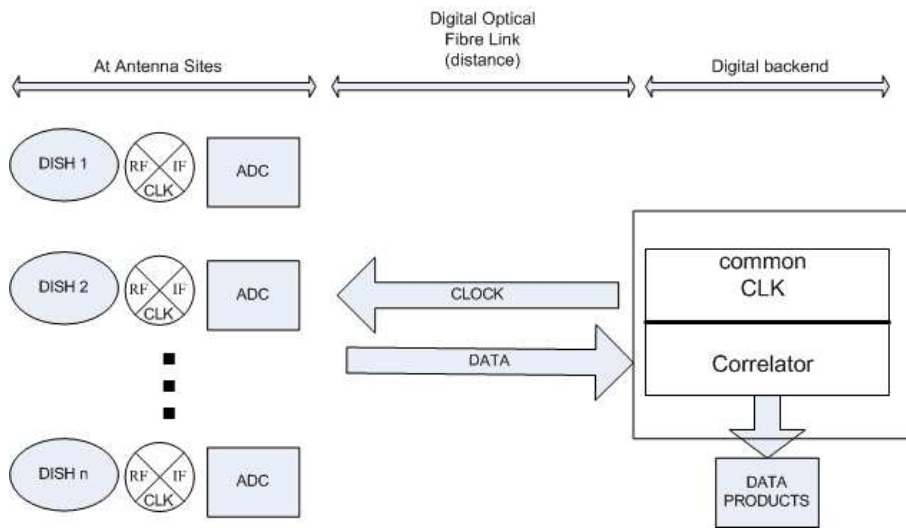 Digital Optical
Fibre Link
(distance)
At Antenna Sites
Digital backend
DISH 1
RF IF
CLK
ADC
DISH 2
RF IF
CLK
ADC
CLOCK
common
CLK
DATA
Correlator
DISH n
RF IF
CLK
ADC
DATA
PRODUCTS